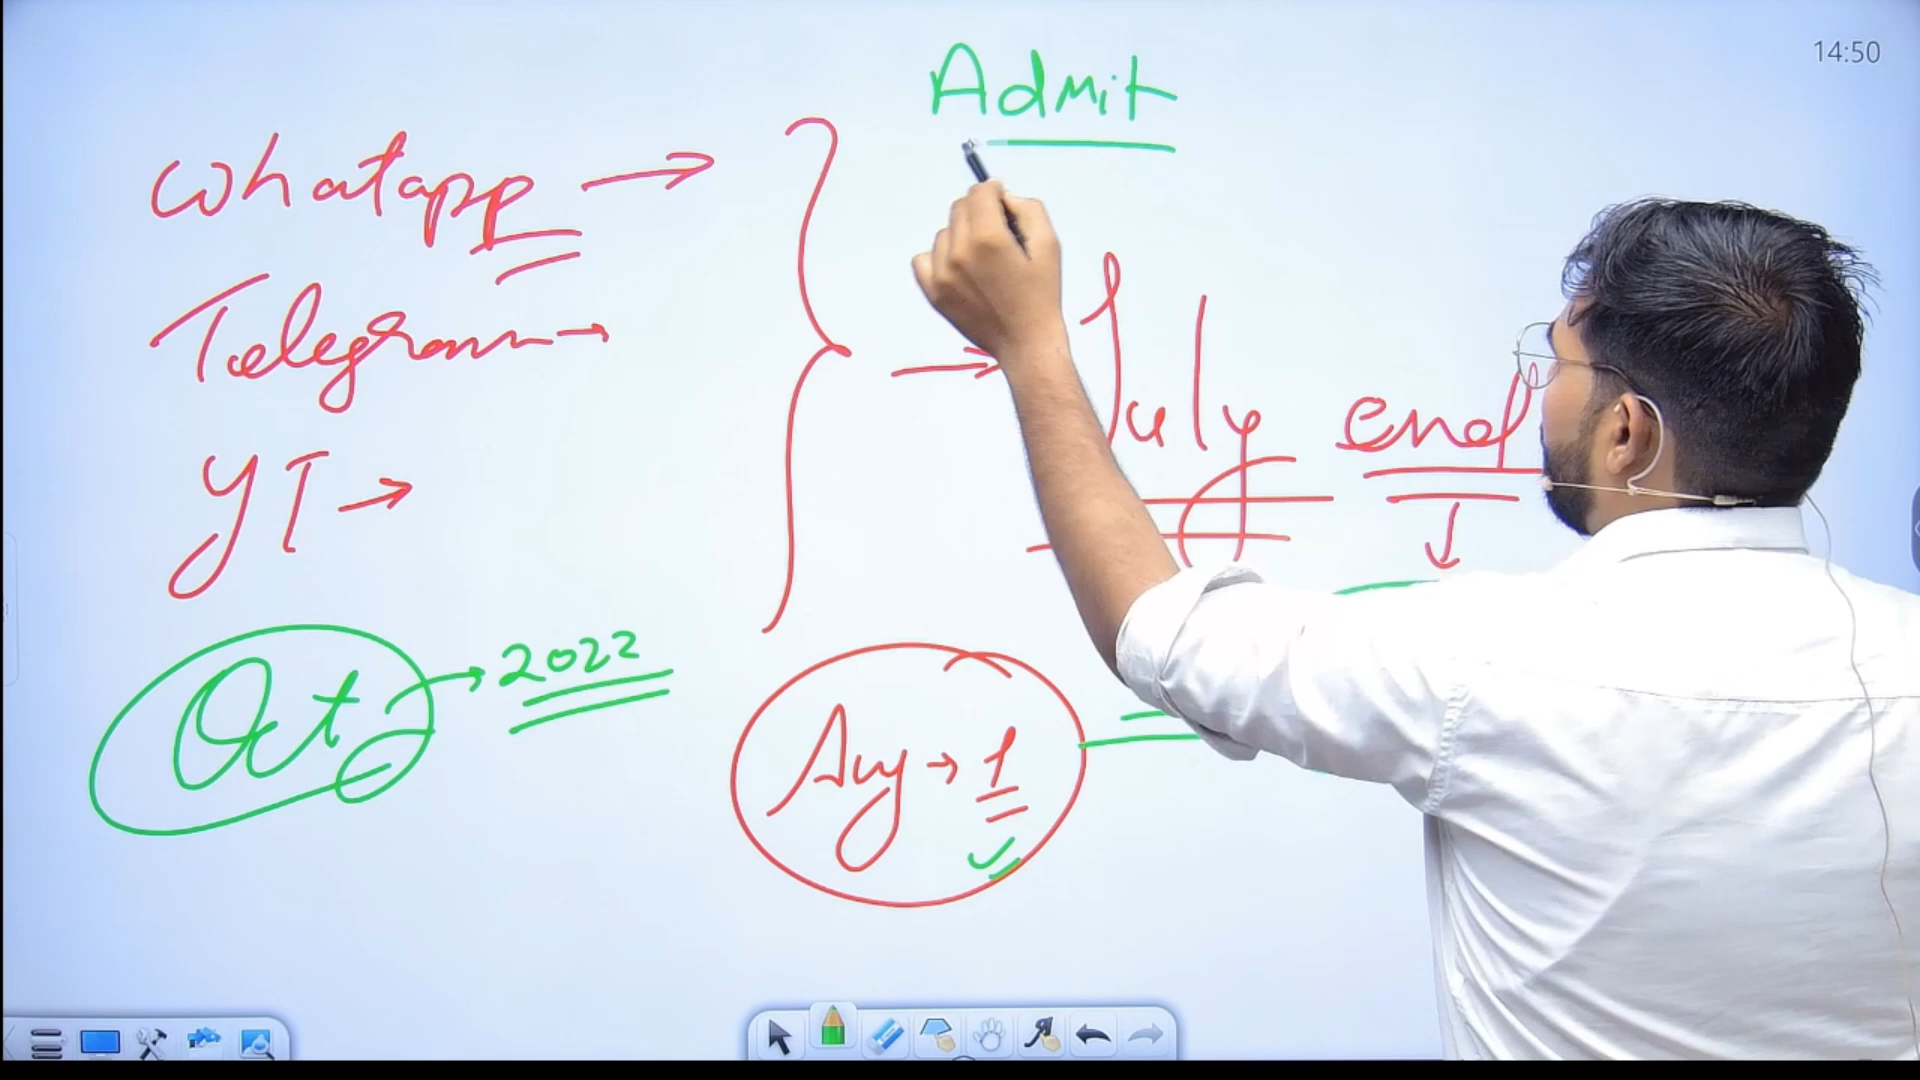 14:50
Admit
Whatapp →
Telegram →
YT →
→ July end
Oct → 2022
Aug → 1